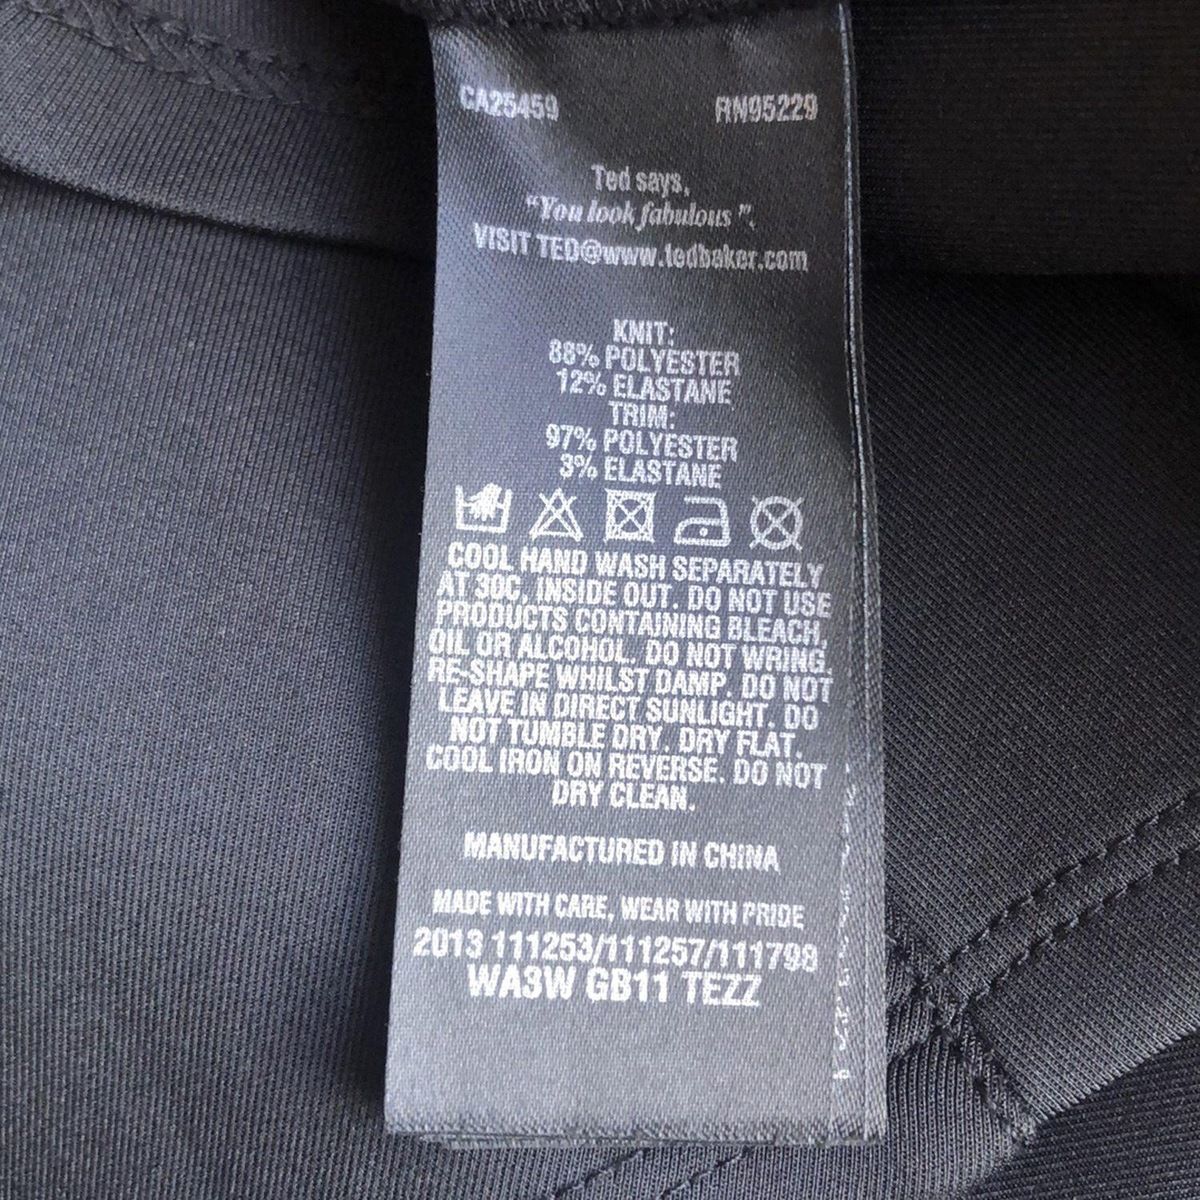 CA25459 RN95229
Ted says,
"You look fabulous".
VISIT TED@www.tedbaker.com
KNIT:
88% POLYESTER
12% ELASTANE
TRIM:
97% POLYESTER
3% ELASTANE
COOL HAND WASH SEPARATELY
AT 30C, INSIDE OUT. DO NOT USE
PRODUCTS CONTAINING BLEACH,
OIL OR ALCOHOL. DO NOT WRING.
RE-SHAPE WHILST DAMP. DO NOT
LEAVE IN DIRECT SUNLIGHT. DO
NOT TUMBLE DRY. DRY FLAT.
COOL IRON ON REVERSE. DO NOT
DRY CLEAN.
MANUFACTURED IN CHINA
MADE WITH CARE, WEAR WITH PRIDE
2013 111253/111257/111798
WA3W GB11 TEZZ